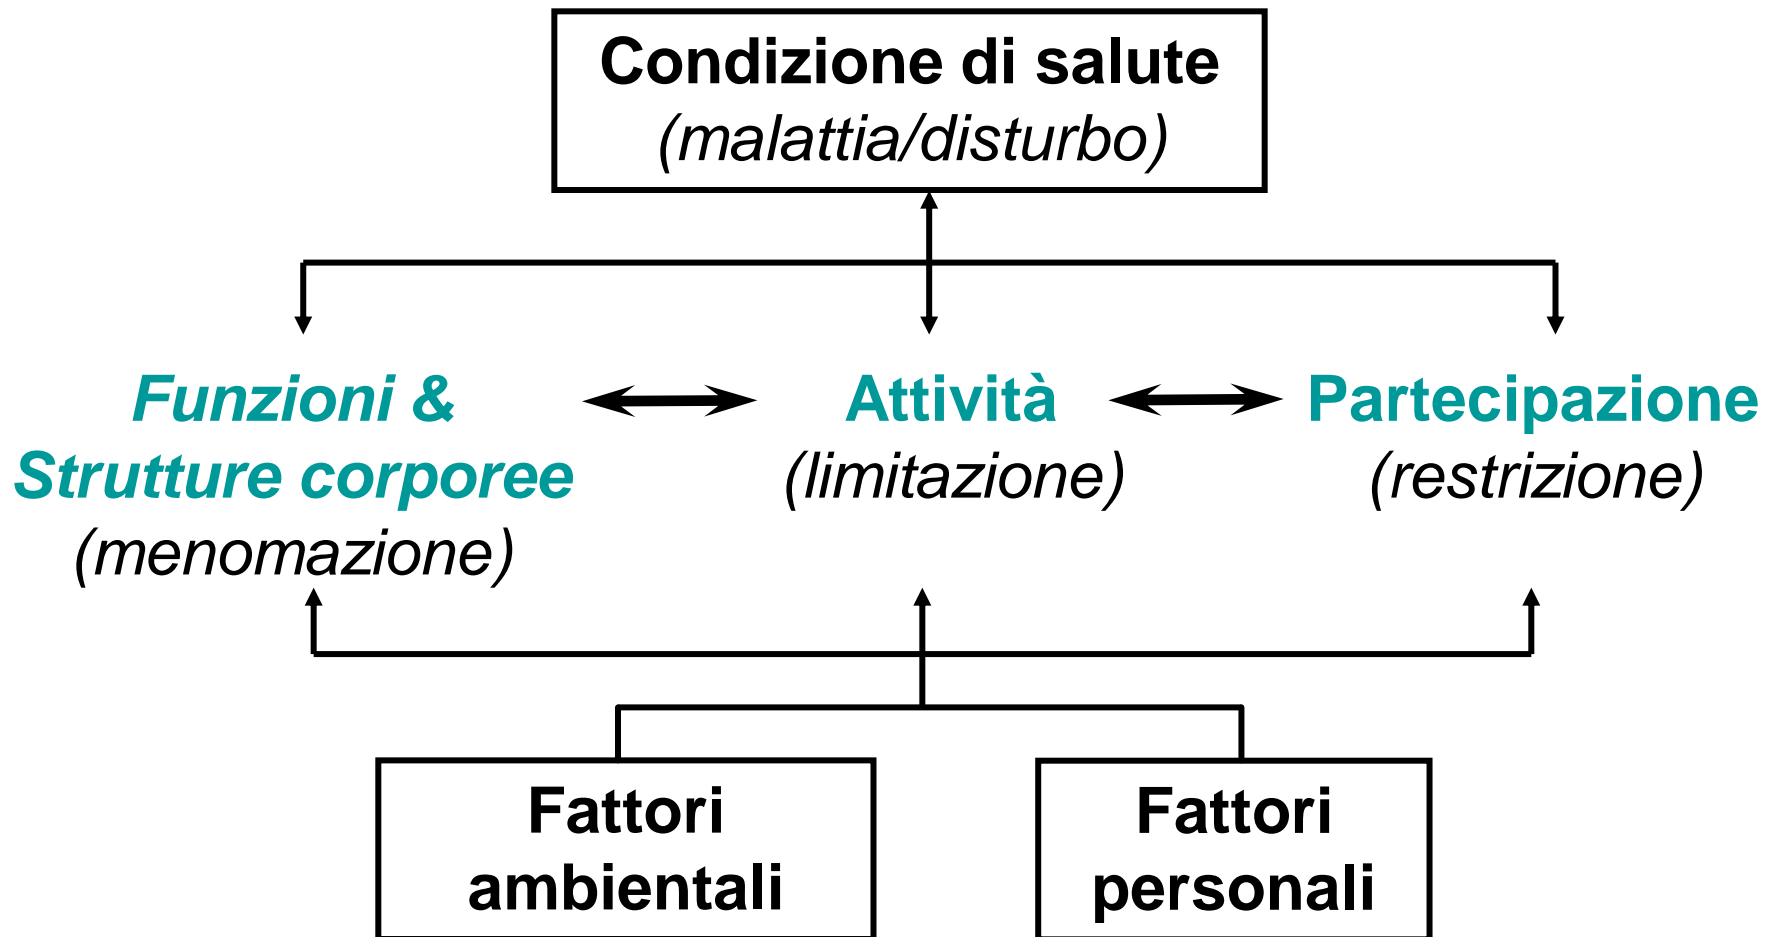 Condizione di salute
(malattia/disturbo)
Funzioni &
Strutture corporee
(menomazione)
Attività
(limitazione)
Partecipazione
(restrizione)
Fattori
ambientali
Fattori
personali